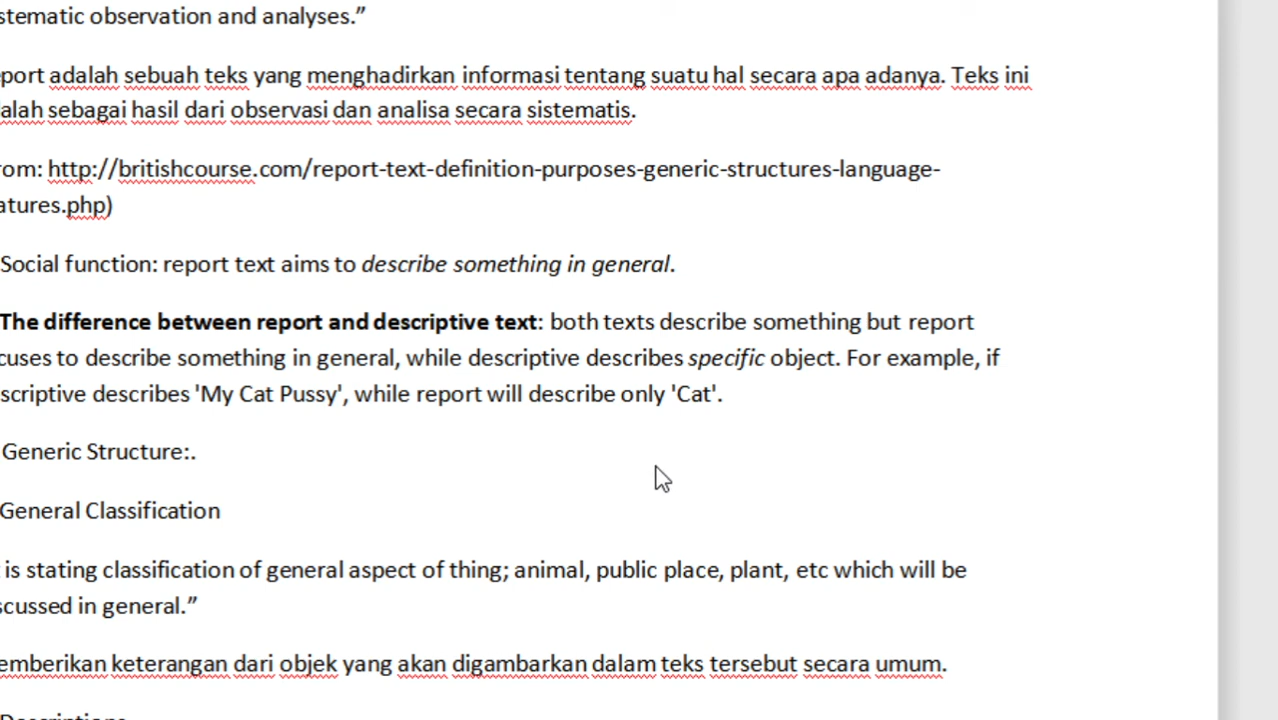 stematic observation and analyses.”
port adalah sebuah teks yang menghadirkan informasi tentang suatu hal secara apa adanya. Teks ini
alah sebagai hasil dari observasi dan analisa secara sistematis.
rom: http://britishcourse.com/report-text-definition-purposes-generic-structures-language-
atures.php)
Social function: report text aims to describe something in general.
The difference between report and descriptive text: both texts describe something but report
cuses to describe something in general, while descriptive describes specific object. For example, if
scriptive describes 'My Cat Pussy', while report will describe only 'Cat'.
Generic Structure:.
General Classification
is stating classification of general aspect of thing; animal, public place, plant, etc which will be
scussed in general.”
emberikan keterangan dari objek yang akan digambarkan dalam teks tersebut secara umum.
Descriptions